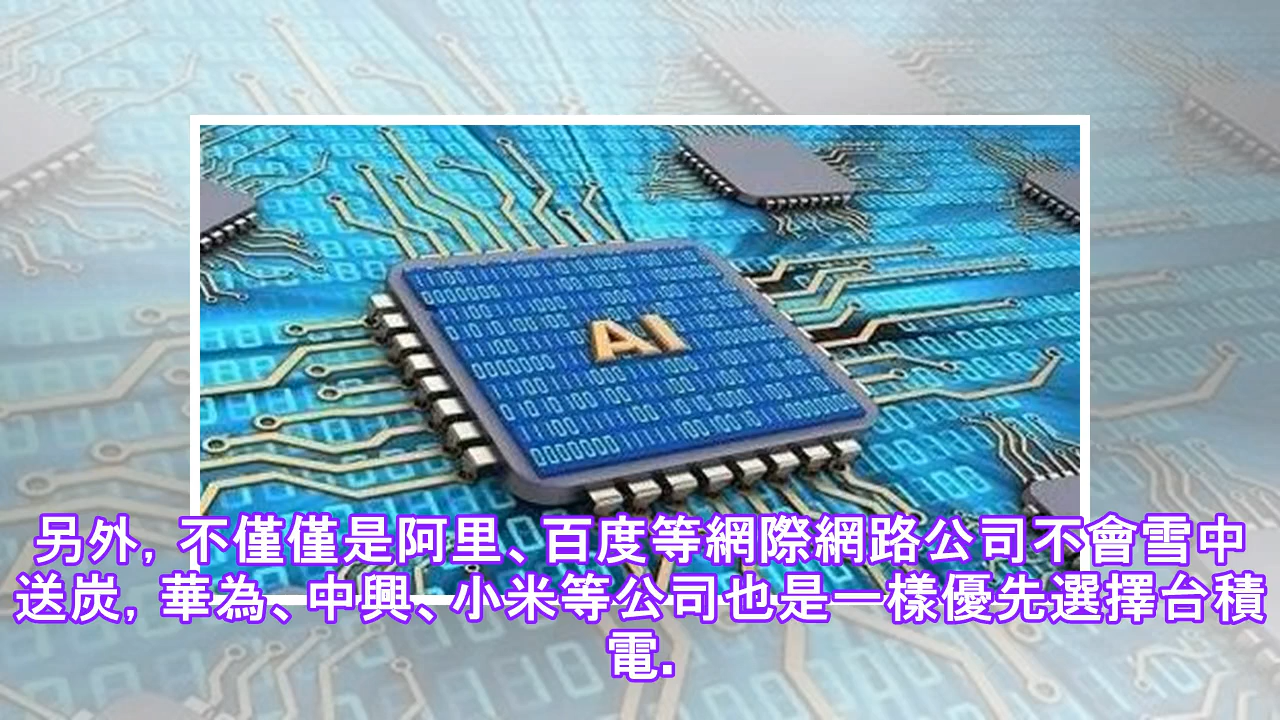 AI
另外, 不僅僅是阿里、百度等網際網路公司不會雪中
送炭, 華為、中興、小米等公司也是一樣優先選擇台積
電.